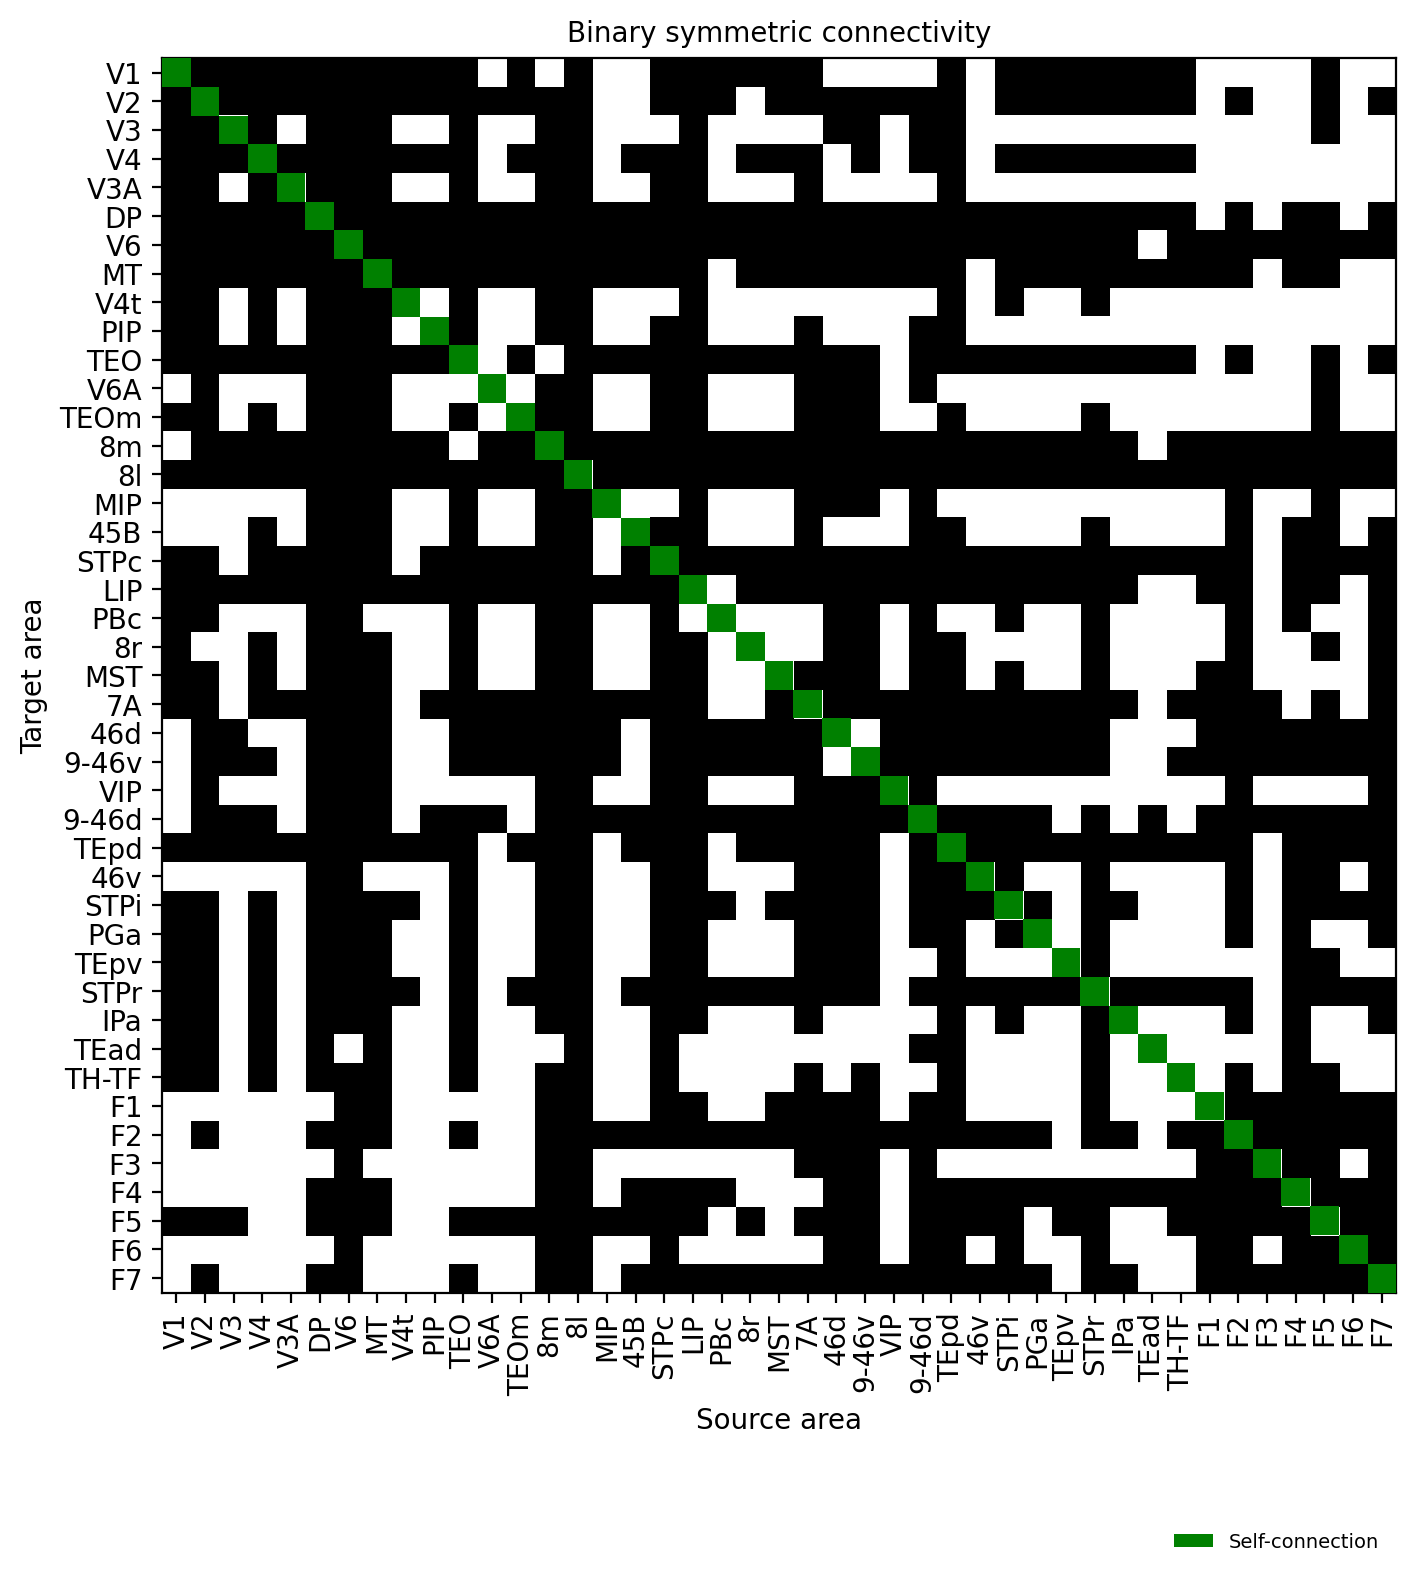 Binary symmetric connectivity
V1
V2
V3
V4
V3A
DP
V6
MT
V4t
PIP
TEO
V6A
TEOm
8m
8l
MIP
45B
STPc
LIP
PBc
8r
MST
7A
46d
9-46v
VIP
9-46d
TEpd
46v
STPi
PGa
TEpv
STPr
IPa
TEad
TH-TF
F1
F2
F3
F4
F5
F6
F7
Target area
V1
V2
V3
V4
V3A
DP
V6
MT
V4t
PIP
TEO
V6A
TEOm
8m
8l
MIP
45B
STPc
LIP
PBc
8r
MST
7A
46d
9-46v
VIP
9-46d
TEpd
46v
STPi
PGa
TEpv
STPr
IPa
TEad
TH-TF
F1
F2
F3
F4
F5
F6
F7
Source area
Self-connection